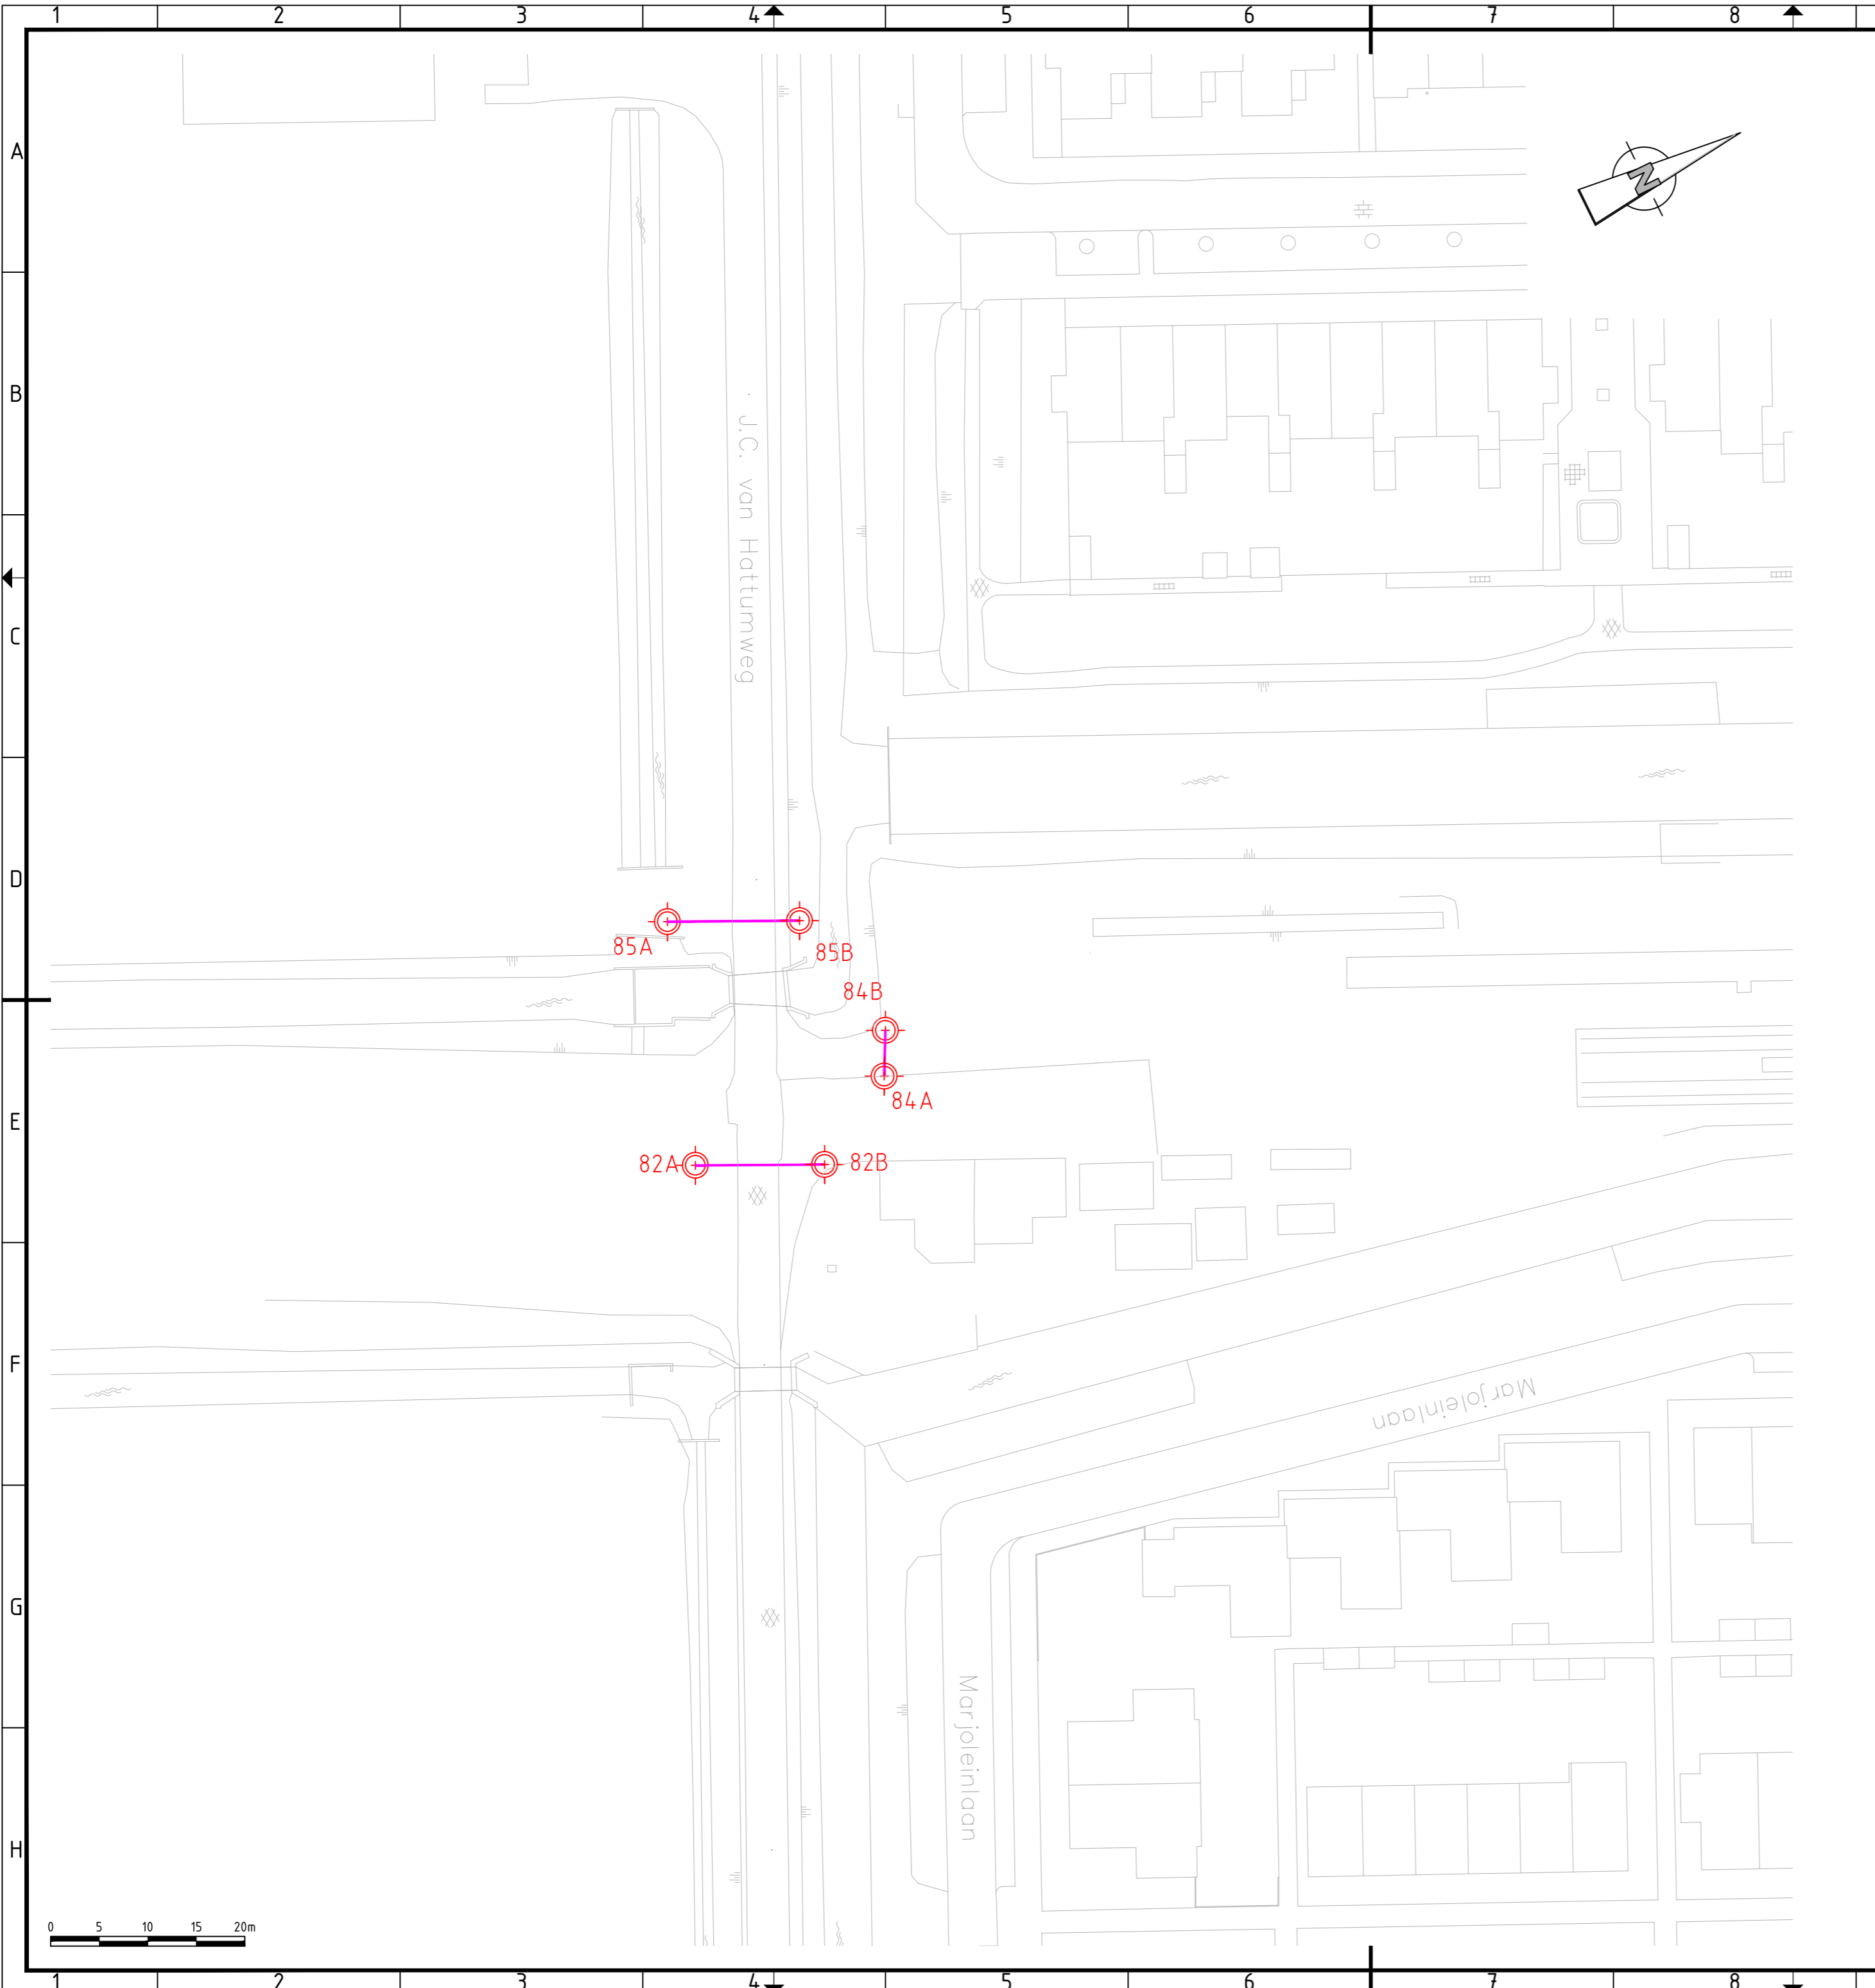 1 2 3 4 5 6 7 8
A
N
B
J.C. van Hattumweg
C
D
85A
85B
84B
84A
E
82A
82B
F
Marjoleinlaan
G
Marjoleinlaan
H
0 5 10 15 20m
1 2 3 4 5 6 7 8